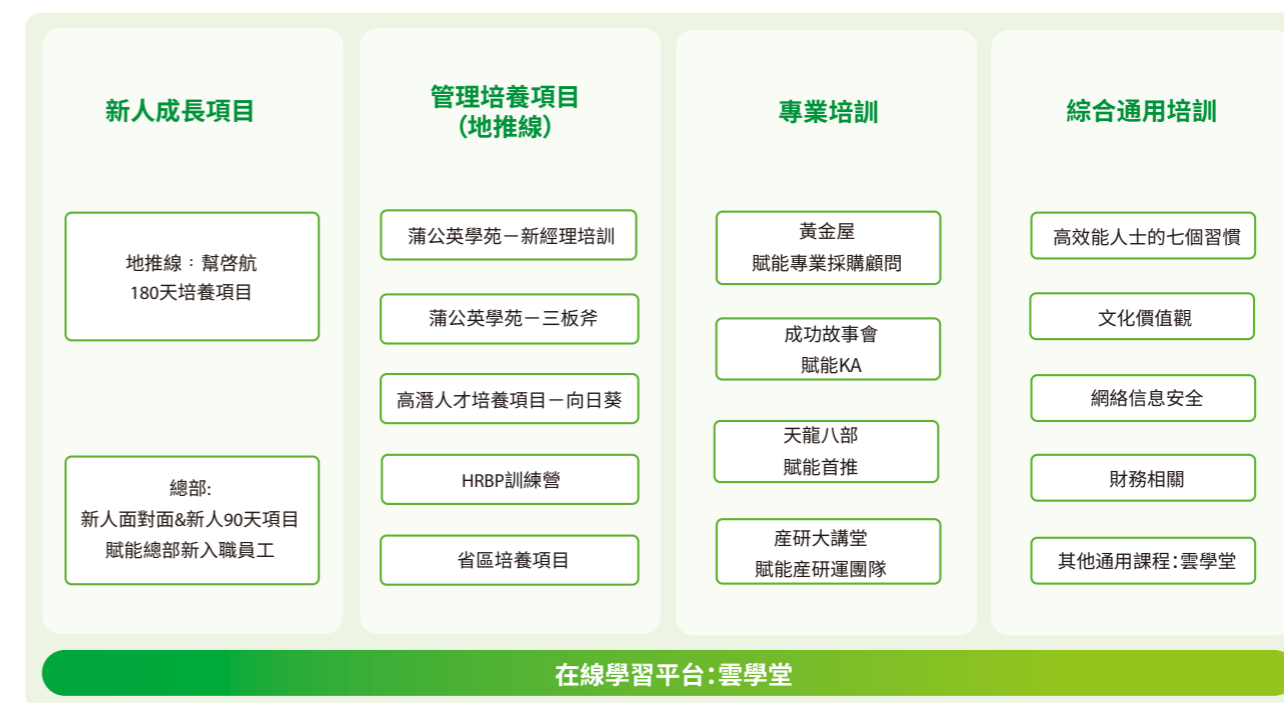 新人成長項目
地推線：幫啓航
180天培養項目
總部:
新人面對面&新人90天項目
賦能總部新入職員工
管理培養項目
（地推線）
蒲公英學苑－新經理培訓
蒲公英學苑－三板斧
高潛人才培養項目－向日葵
HRBP訓練營
省區培養項目
專業培訓
黃金屋
賦能專業採購顧問
成功故事會
賦能KA
天龍八部
賦能首推
産研大講堂
賦能産研運團隊
綜合通用培訓
高效能人士的七個習慣
文化價值觀
網絡信息安全
財務相關
其他通用課程：雲學堂
在線學習平台：雲學堂